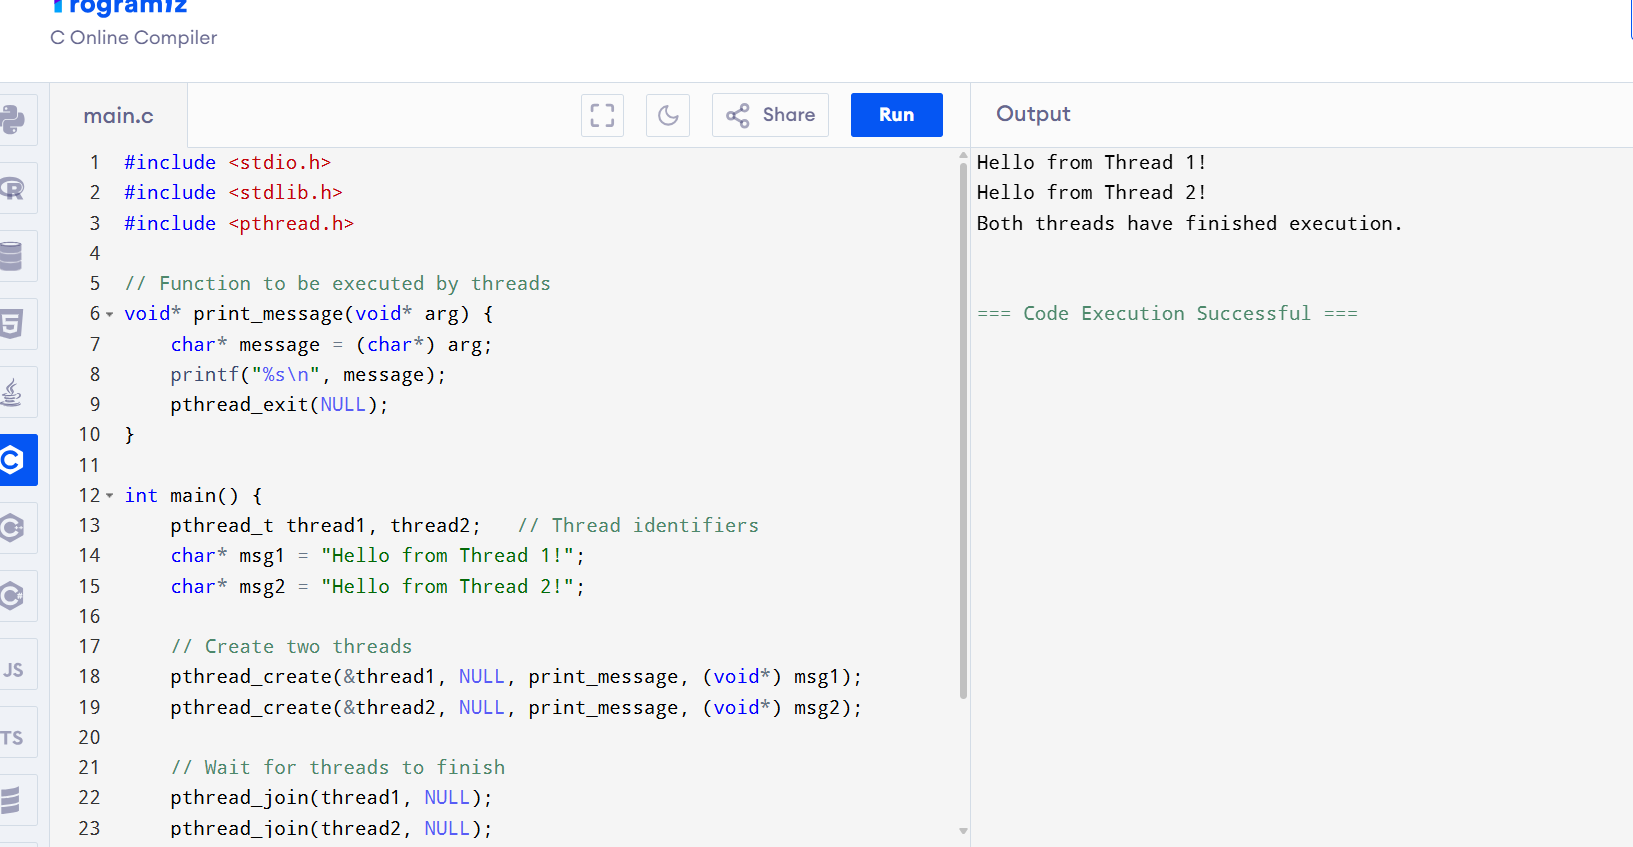 Programiz
C Online Compiler
main.c
Share
Run
Output
1 #include <stdio.h>
2 #include <stdlib.h>
3 #include <pthread.h>
4
5 // Function to be executed by threads
6 void* print_message(void* arg) {
7     char* message = (char*) arg;
8     printf("%s\n", message);
9     pthread_exit(NULL);
10 }
11
12 int main() {
13     pthread_t thread1, thread2;   // Thread identifiers
14     char* msg1 = "Hello from Thread 1!";
15     char* msg2 = "Hello from Thread 2!";
16
17     // Create two threads
18     pthread_create(&thread1, NULL, print_message, (void*) msg1);
19     pthread_create(&thread2, NULL, print_message, (void*) msg2);
20
21     // Wait for threads to finish
22     pthread_join(thread1, NULL);
23     pthread_join(thread2, NULL);
Hello from Thread 1!
Hello from Thread 2!
Both threads have finished execution.
=== Code Execution Successful ===
R
5
C
C
C#
JS
TS